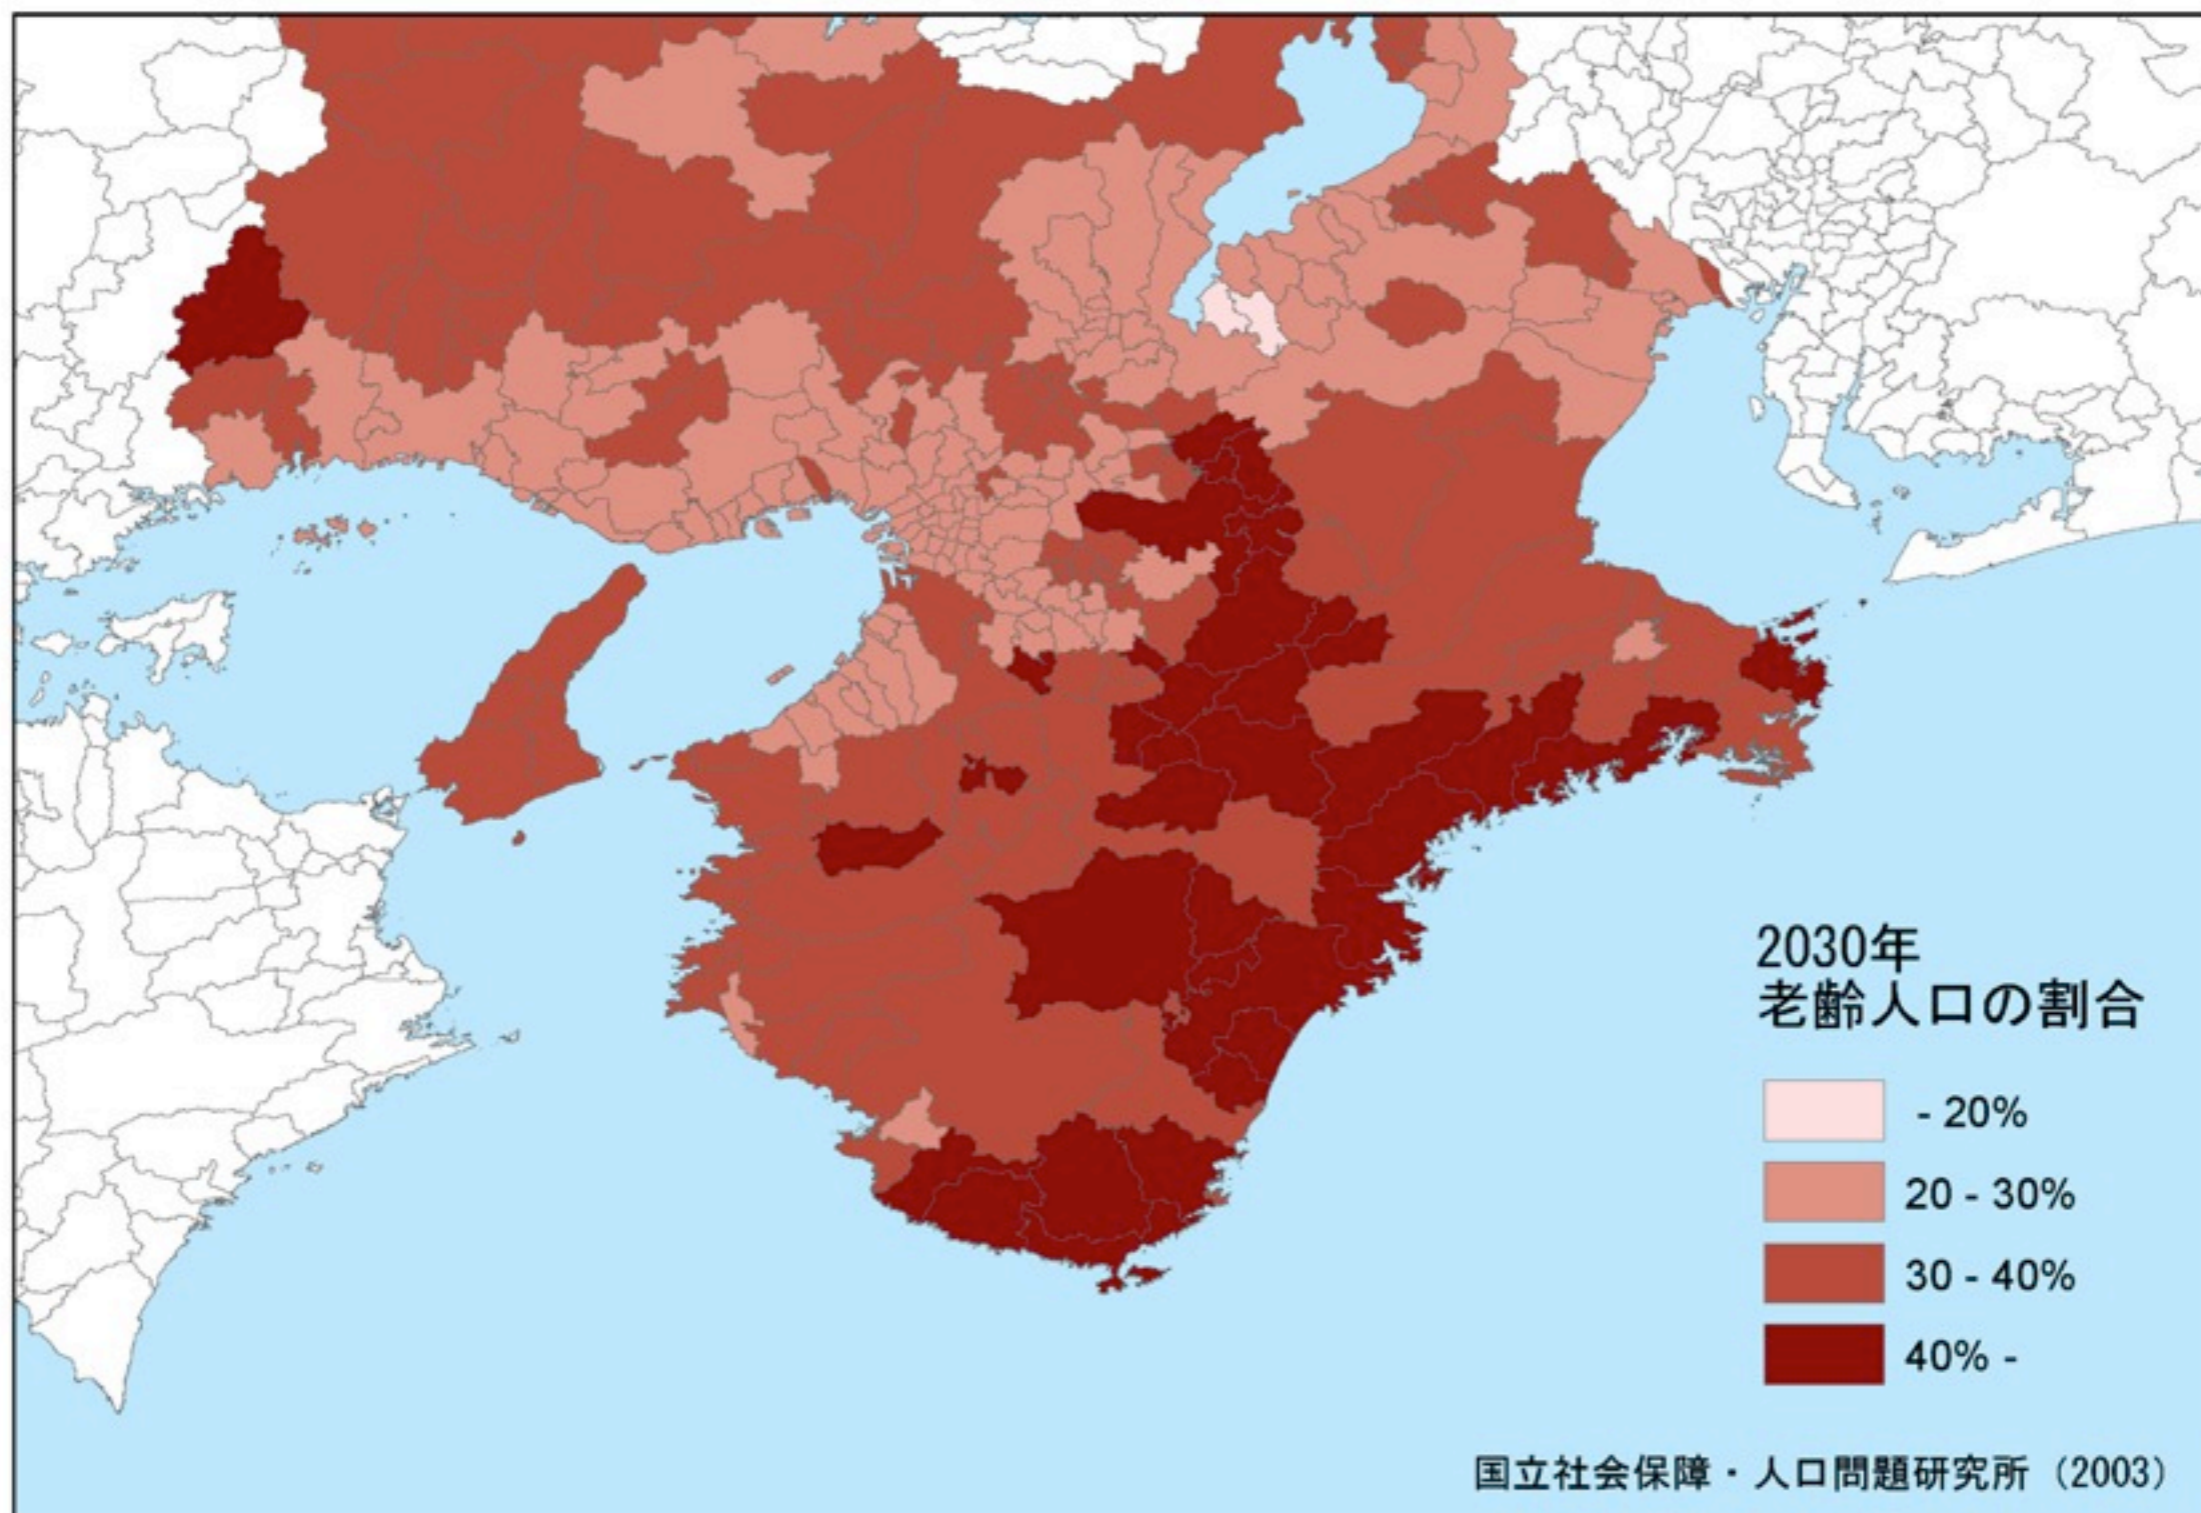 2030年
老齢人口の割合
- 20%
20 - 30%
30 - 40%
40% -
国立社会保障・人口問題研究所（2003）